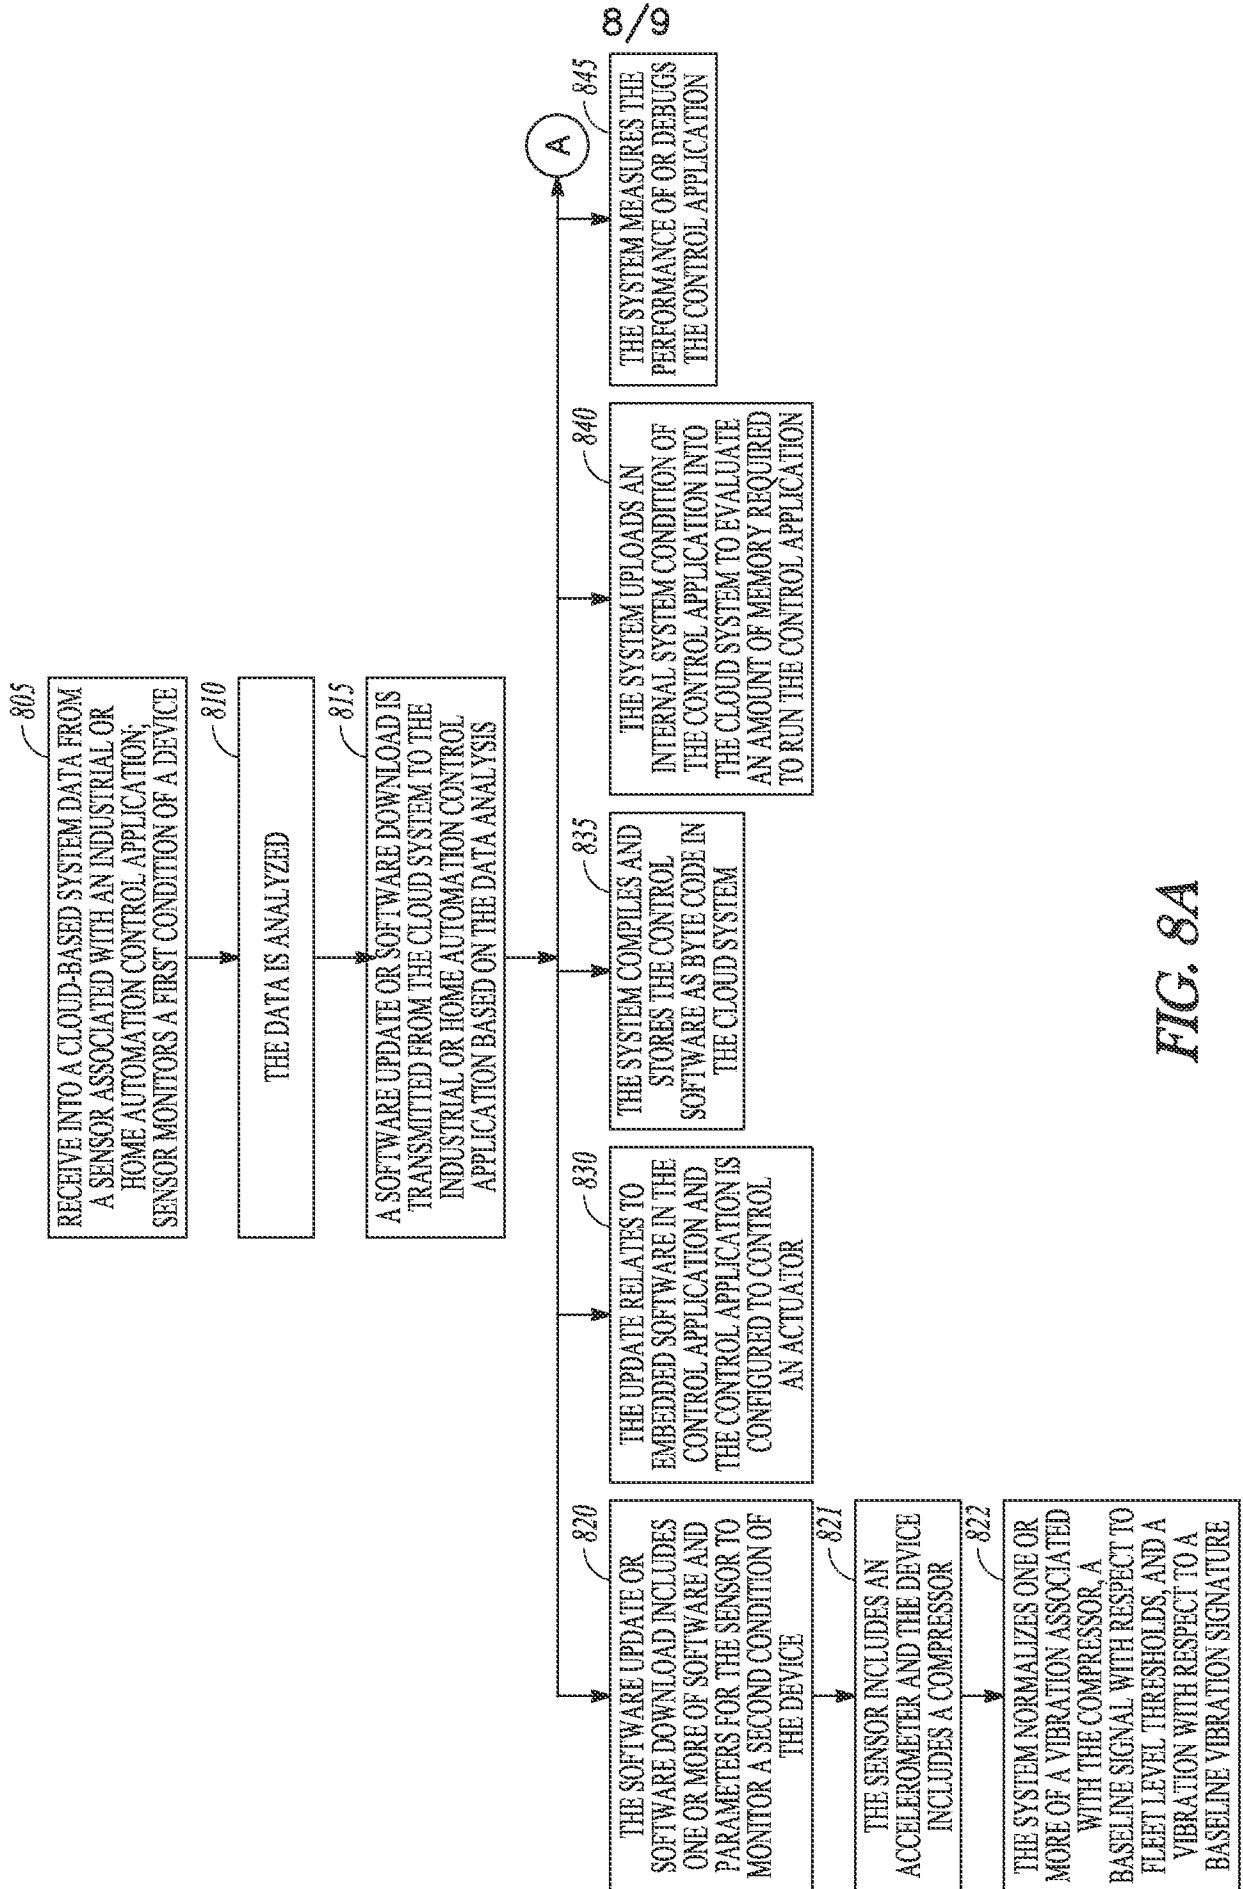 8/9
805
RECEIVE INTO A CLOUD-BASED SYSTEM DATA FROM
A SENSOR ASSOCIATED WITH AN INDUSTRIAL OR
HOME AUTOMATION CONTROL APPLICATION;
SENSOR MONITORS A FIRST CONDITION OF A DEVICE
810
THE DATA IS ANALYZED
815
A SOFTWARE UPDATE OR SOFTWARE DOWNLOAD IS
TRANSMITTED FROM THE CLOUD SYSTEM TO THE
INDUSTRIAL OR HOME AUTOMATION CONTROL
APPLICATION BASED ON THE DATA ANALYSIS
A
820
THE SOFTWARE UPDATE OR
SOFTWARE DOWNLOAD INCLUDES
ONE OR MORE OF SOFTWARE AND
PARAMETERS FOR THE SENSOR TO
MONITOR A SECOND CONDITION OF
THE DEVICE
821
THE SENSOR INCLUDES AN
ACCELEROMETER AND THE DEVICE
INCLUDES A COMPRESSOR
822
THE SYSTEM NORMALIZES ONE OR
MORE OF A VIBRATION ASSOCIATED
WITH THE COMPRESSOR, A
BASELINE SIGNAL WITH RESPECT TO
FLEET LEVEL THRESHOLDS, AND A
VIBRATION WITH RESPECT TO A
BASELINE VIBRATION SIGNATURE
830
THE UPDATE RELATES TO
EMBEDDED SOFTWARE IN THE
CONTROL APPLICATION AND
THE CONTROL APPLICATION IS
CONFIGURED TO CONTROL
AN ACTUATOR
835
THE SYSTEM COMPILES AND
STORES THE CONTROL
SOFTWARE AS BYTE CODE IN
THE CLOUD SYSTEM
840
THE SYSTEM UPLOADS AN
INTERNAL SYSTEM CONDITION OF
THE CONTROL APPLICATION INTO
THE CLOUD SYSTEM TO EVALUATE
AN AMOUNT OF MEMORY REQUIRED
TO RUN THE CONTROL APPLICATION
845
THE SYSTEM MEASURES THE
PERFORMANCE OF OR DEBUGS
THE CONTROL APPLICATION
FIG. 8A